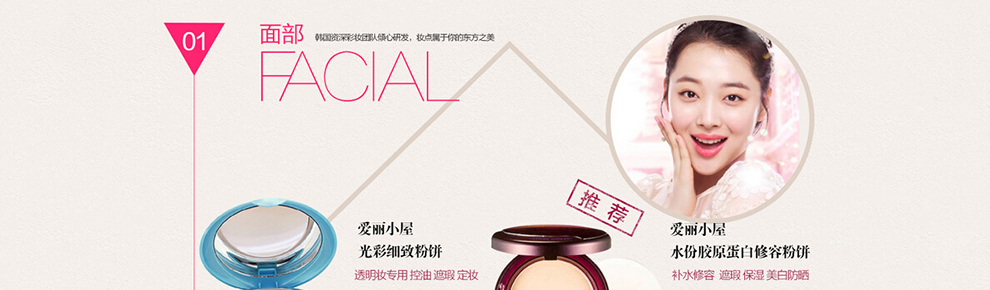 01
面部
韩国资深彩妆团队倾心研发，妆点属于你的东方之美
FACIAL
推荐
爱丽小屋
光彩细致粉饼
透明妆专用 控油 遮瑕 定妆
爱丽小屋
水份胶原蛋白修容粉饼
补水修容 遮瑕 保湿 美白防晒